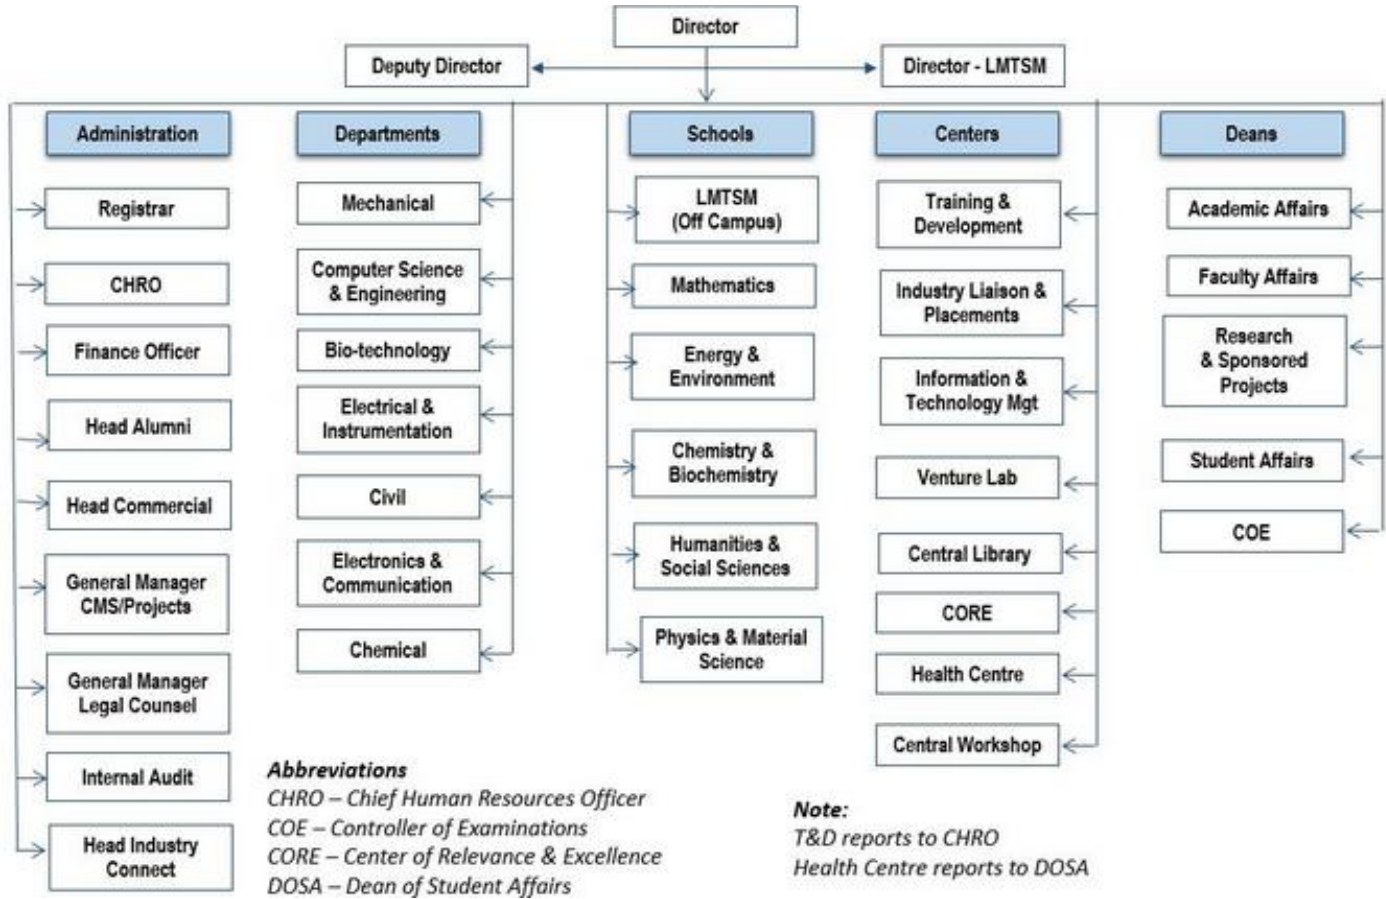 Director
Deputy Director
Director - LMTSM
Administration
Registrar
CHRO
Finance Officer
Head Alumni
Head Commercial
General Manager
CMS/Projects
General Manager
Legal Counsel
Internal Audit
Head Industry
Connect
Departments
Mechanical
Computer Science
& Engineering
Bio-technology
Electrical &
Instrumentation
Civil
Electronics &
Communication
Chemical
Schools
LMTSM
(Off Campus)
Mathematics
Energy &
Environment
Chemistry &
Biochemistry
Humanities &
Social Sciences
Physics & Material
Science
Centers
Training &
Development
Industry Liaison &
Placements
Information &
Technology Mgt
Venture Lab
Central Library
CORE
Health Centre
Central Workshop
Deans
Academic Affairs
Faculty Affairs
Research
& Sponsored
Projects
Student Affairs
COE
Abbreviations
CHRO – Chief Human Resources Officer
COE – Controller of Examinations
CORE – Center of Relevance & Excellence
DOSA – Dean of Student Affairs
Note:
T&D reports to CHRO
Health Centre reports to DOSA